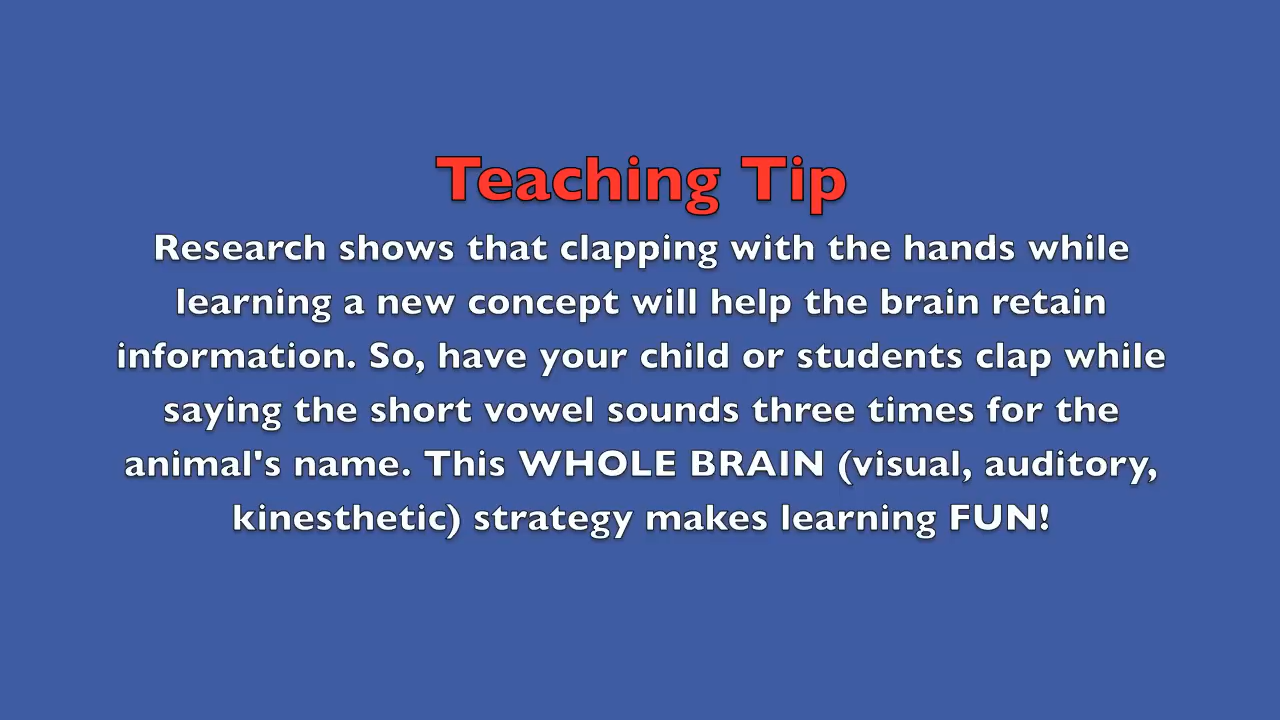 Teaching Tip
Research shows that clapping with the hands while
learning a new concept will help the brain retain
information. So, have your child or students clap while
saying the short vowel sounds three times for the
animal's name. This WHOLE BRAIN (visual, auditory,
kinesthetic) strategy makes learning FUN!